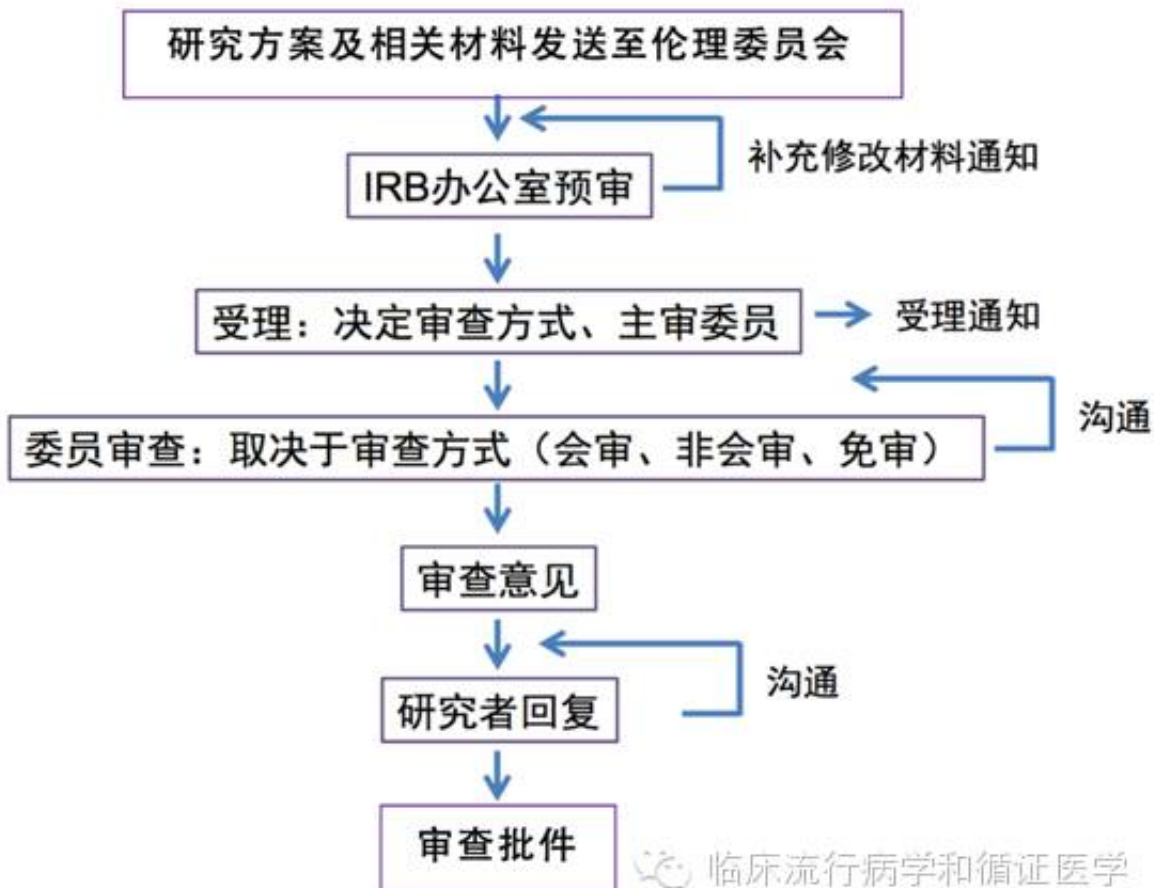 研究方案及相关材料发送至伦理委员会
补充修改材料通知
IRB办公室预审
受理：决定审查方式、主审委员
受理通知
沟通
委员审查：取决于审查方式（会审、非会审、免审）
审查意见
沟通
研究者回复
审查批件
临床流行病学和循证医学